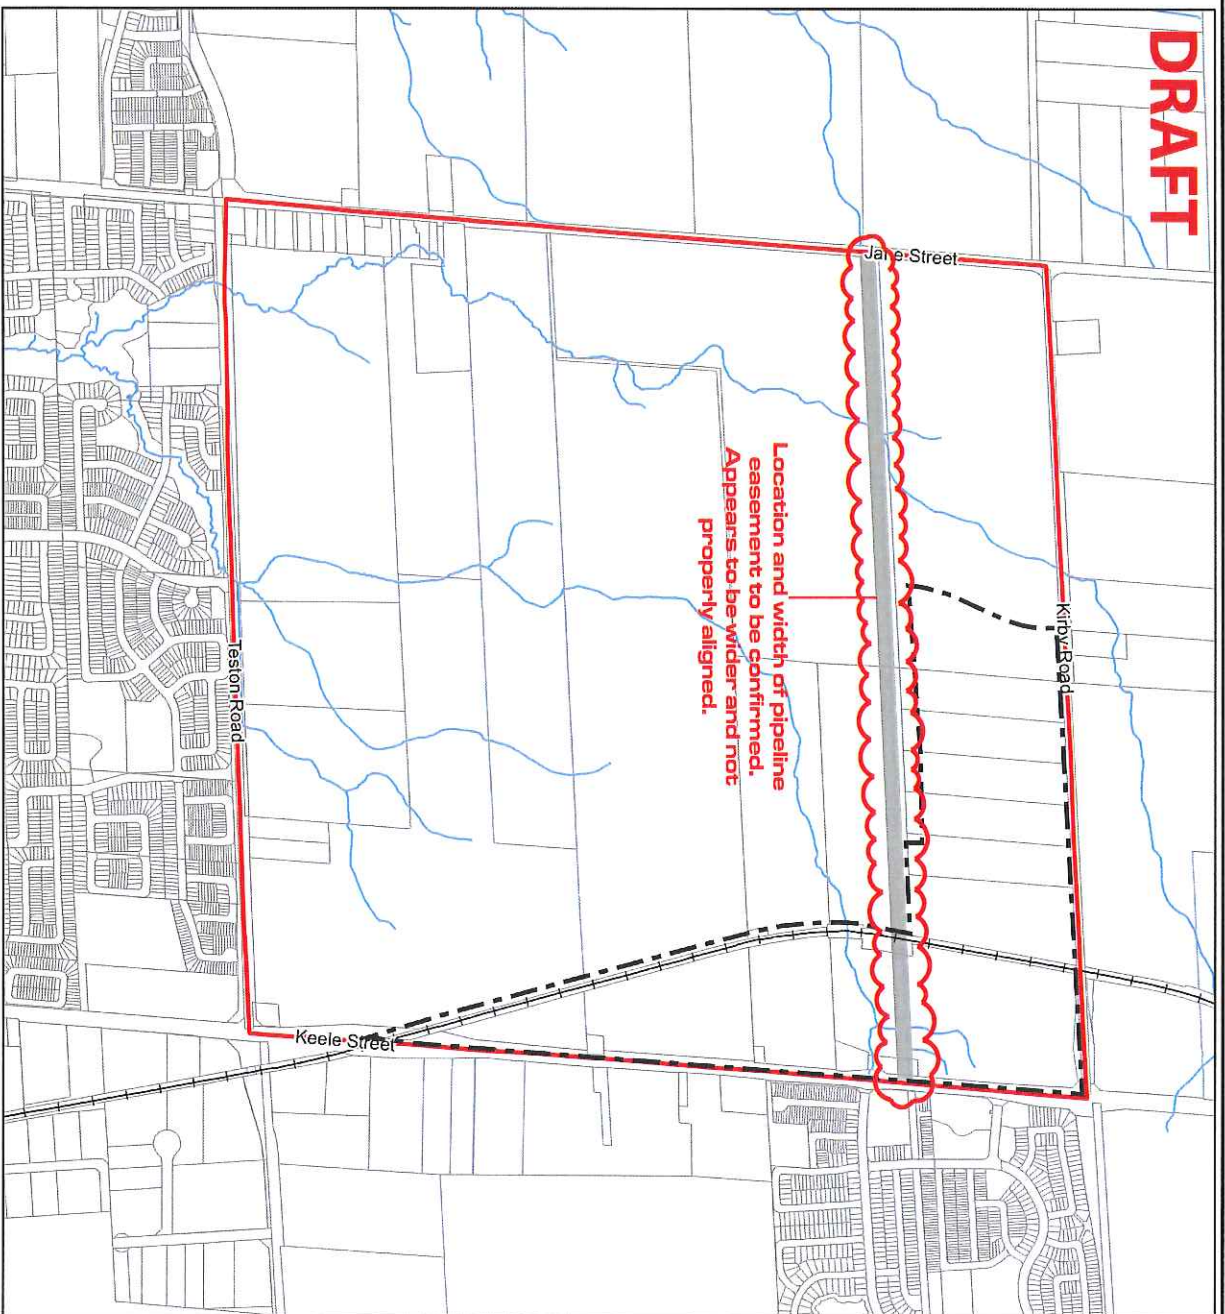 DRAFT
Jane Street
Kirby Road
Location and width of pipeline
easement to be confirmed.
Appears to be wider and not
properly aligned.
Teston Road
Keele Street